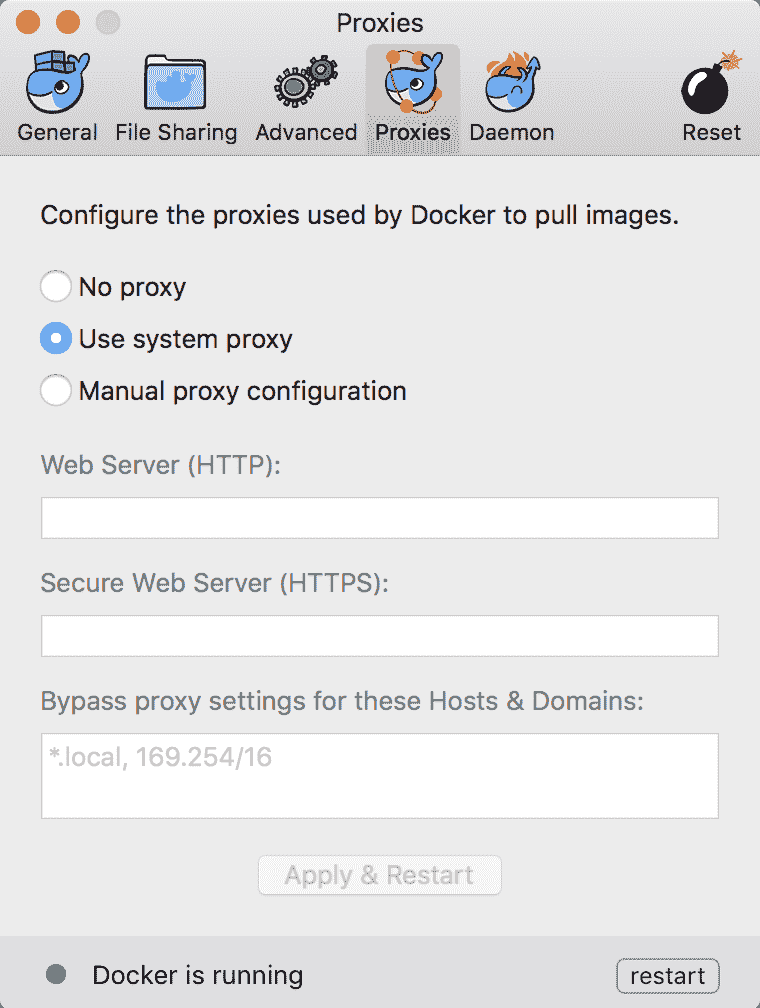 Proxies
General
File Sharing
Advanced
Proxies
Daemon
Reset
Configure the proxies used by Docker to pull images.
No proxy
Use system proxy
Manual proxy configuration
Web Server (HTTP):
Secure Web Server (HTTPS):
Bypass proxy settings for these Hosts & Domains:
*.local, 169.254/16
Apply & Restart
Docker is running
restart